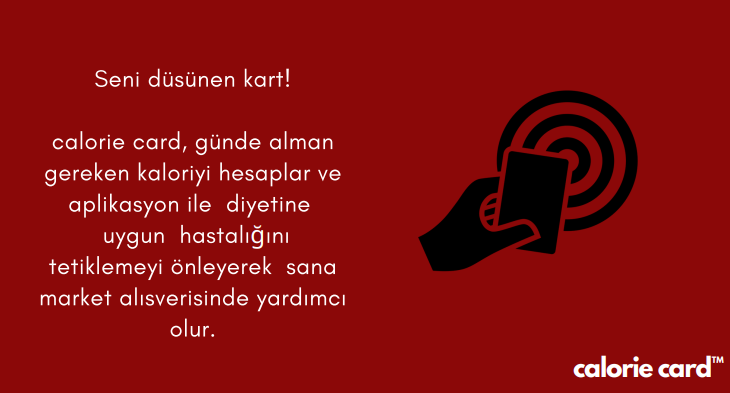 Seni düsünen kart!
calorie card, günde alman
gereken kaloriyi hesaplar ve
aplikasyon ile diyetine
uygun hastalığını
tetiklemeyi önleyerek sana
market alısverisinde yardımcı
olur.
calorie card™